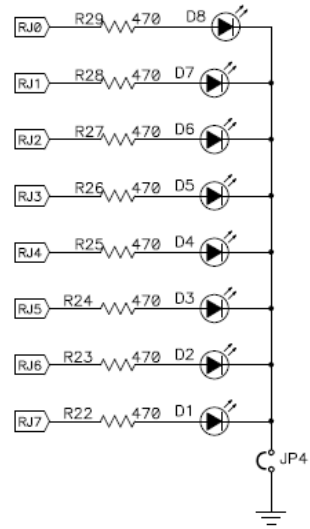 RJ0 R29 470 D8
RJ1 R28 470 D7
RJ2 R27 470 D6
RJ3 R26 470 D5
RJ4 R25 470 D4
RJ5 R24 470 D3
RJ6 R23 470 D2
RJ7 R22 470 D1
JP4